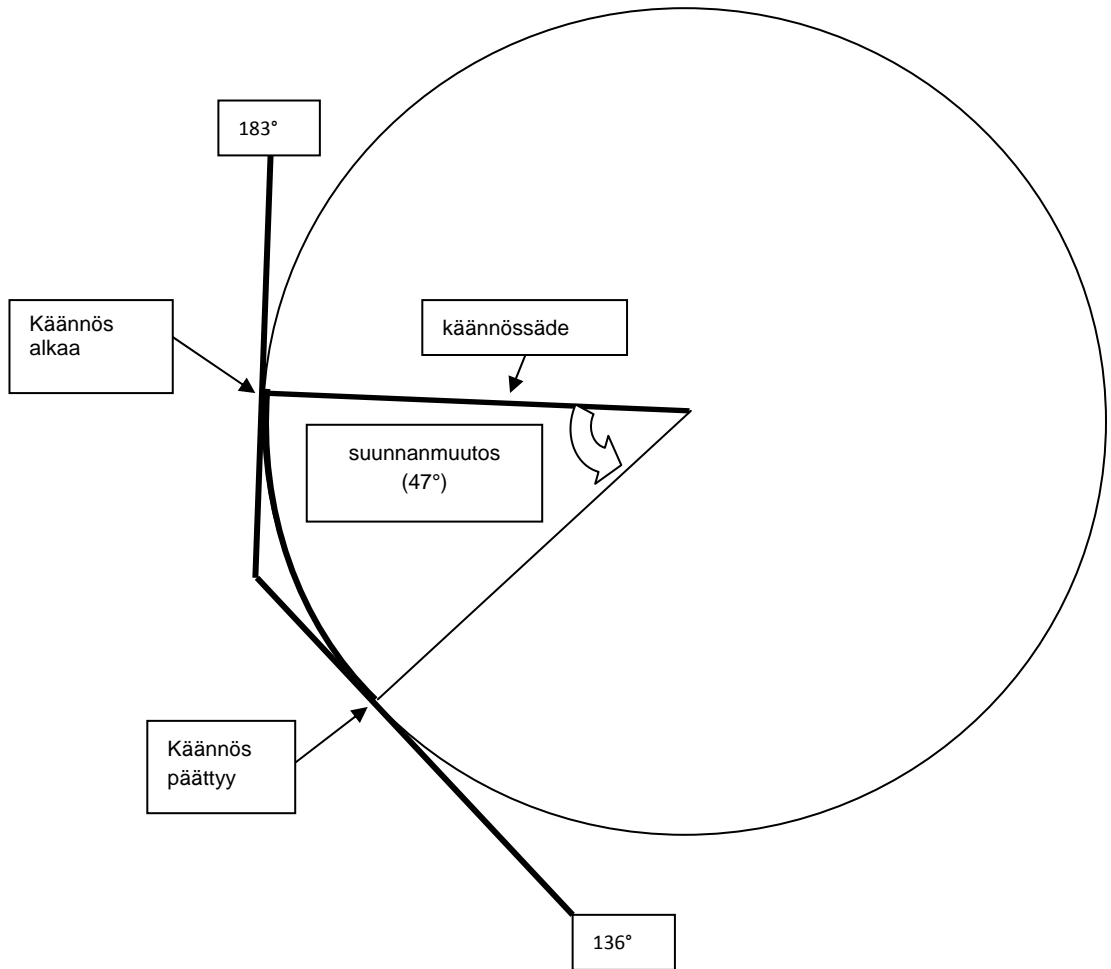 183°
Käännös
alkaa
käännössäde
suunnanmuutos
(47°)
Käännös
päättyy
136°